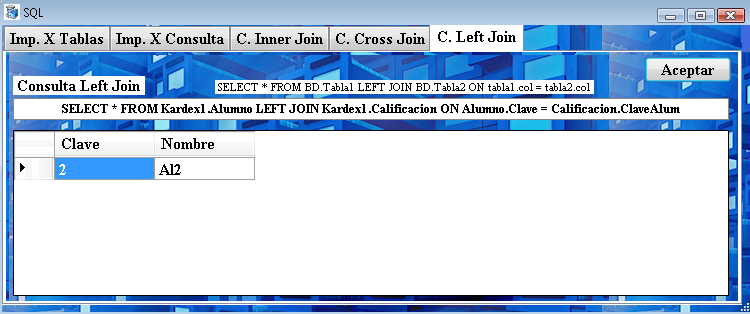 SQL
Imp. X Tablas Imp. X Consulta C. Inner Join C. Cross Join C. Left Join
Aceptar
Consulta Left Join SELECT * FROM BD.Tabla1 LEFT JOIN BD.Tabla2 ON tabla1.col = tabla2.col
SELECT * FROM Kardex1.Alumno LEFT JOIN Kardex1.Calificacion ON Alumno.Clave = Calificacion.ClaveAlum
Clave Nombre
2 Al2